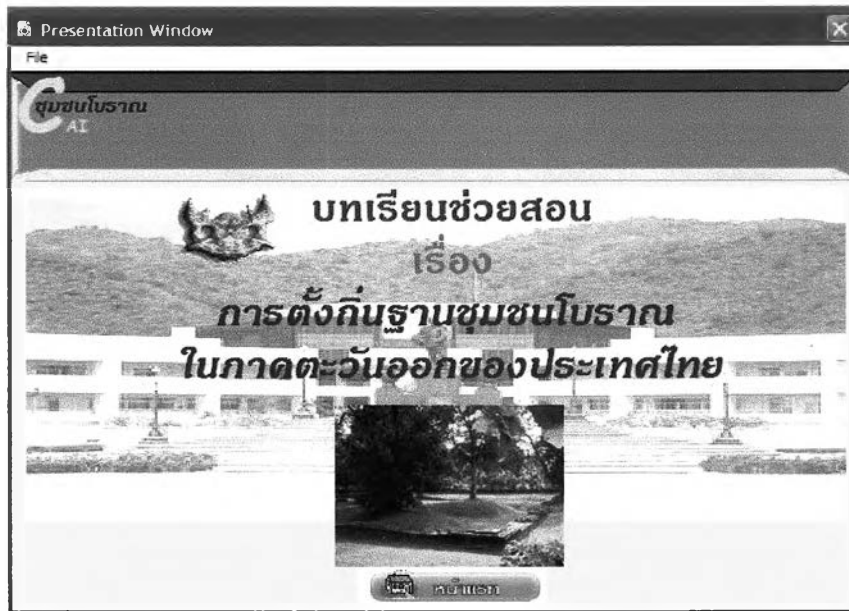 Presentation Window
File
ชุมชนโบราณ
CAI
บทเรียนช่วยสอน
เรื่อง
การตั้งถิ่นฐานชุมชนโบราณ
ในภาคตะวันออกของประเทศไทย
หน้าแรก